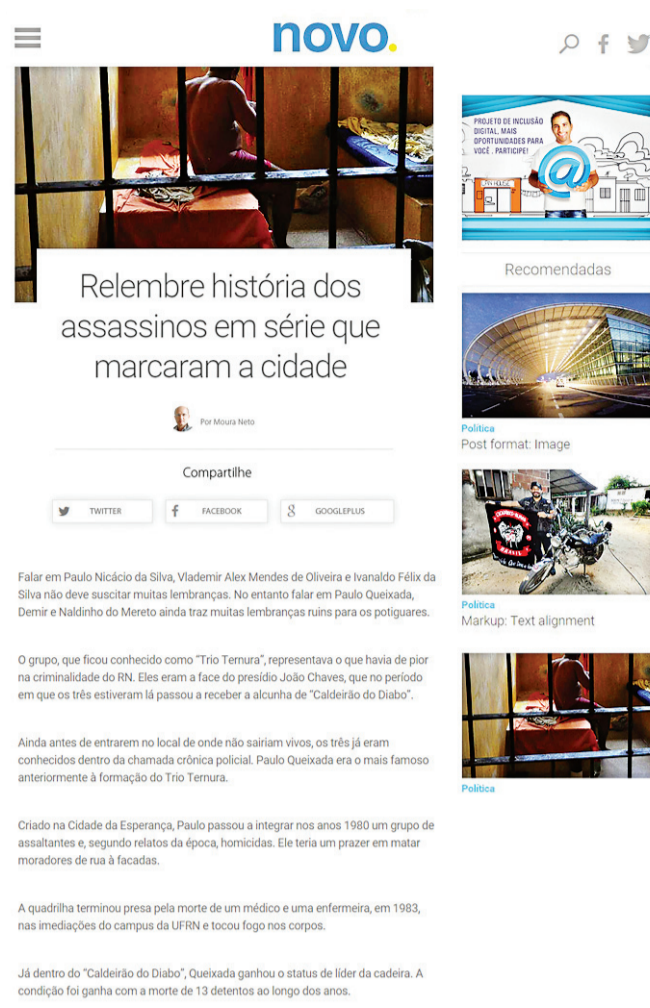 novo.
Relembre história dos
assassinos em série que
marcaram a cidade
Por Moura Neto
Compartilhe
TWITTER
FACEBOOK
GOOGLEPLUS
Falar em Paulo Nicácio da Silva, Vlademir Alex Mendes de Oliveira e Ivanaldo Félix da
Silva não deve suscitar muitas lembranças. No entanto falar em Paulo Queixada,
Demir e Naldinho do Mereto ainda traz muitas lembranças ruins para os potiguares.
O grupo, que ficou conhecido como “Trio Ternura”, representava o que havia de pior
na criminalidade do RN. Eles eram a face do presídio João Chaves, que no período
em que os três estiveram lá passou a receber a alcunha de “Caldeirão do Diabo”.
Ainda antes de entrarem no local de onde não sairiam vivos, os três já eram
conhecidos dentro da chamada crônica policial. Paulo Queixada era o mais famoso
anteriormente à formação do Trio Ternura.
Criado na Cidade da Esperança, Paulo passou a integrar nos anos 1980 um grupo de
assaltantes e, segundo relatos da época, homicidas. Ele teria um prazer em matar
moradores de rua à facadas.
A quadrilha terminou presa pela morte de um médico e uma enfermeira, em 1983,
nas imediações do campus da UFRN e tocou fogo nos corpos.
Já dentro do “Caldeirão do Diabo”, Queixada ganhou o status de líder da cadeira. A
condição foi ganha com a morte de 13 detentos ao longo dos anos.
PROJETO DE INCLUSÃO
DIGITAL, MAIS
OPORTUNIDADES PARA
VOCÊ . PARTICIPE!
LAN HOUSE
Recomendadas
Política
Post format: Image
Política
Markup: Text alignment
Política